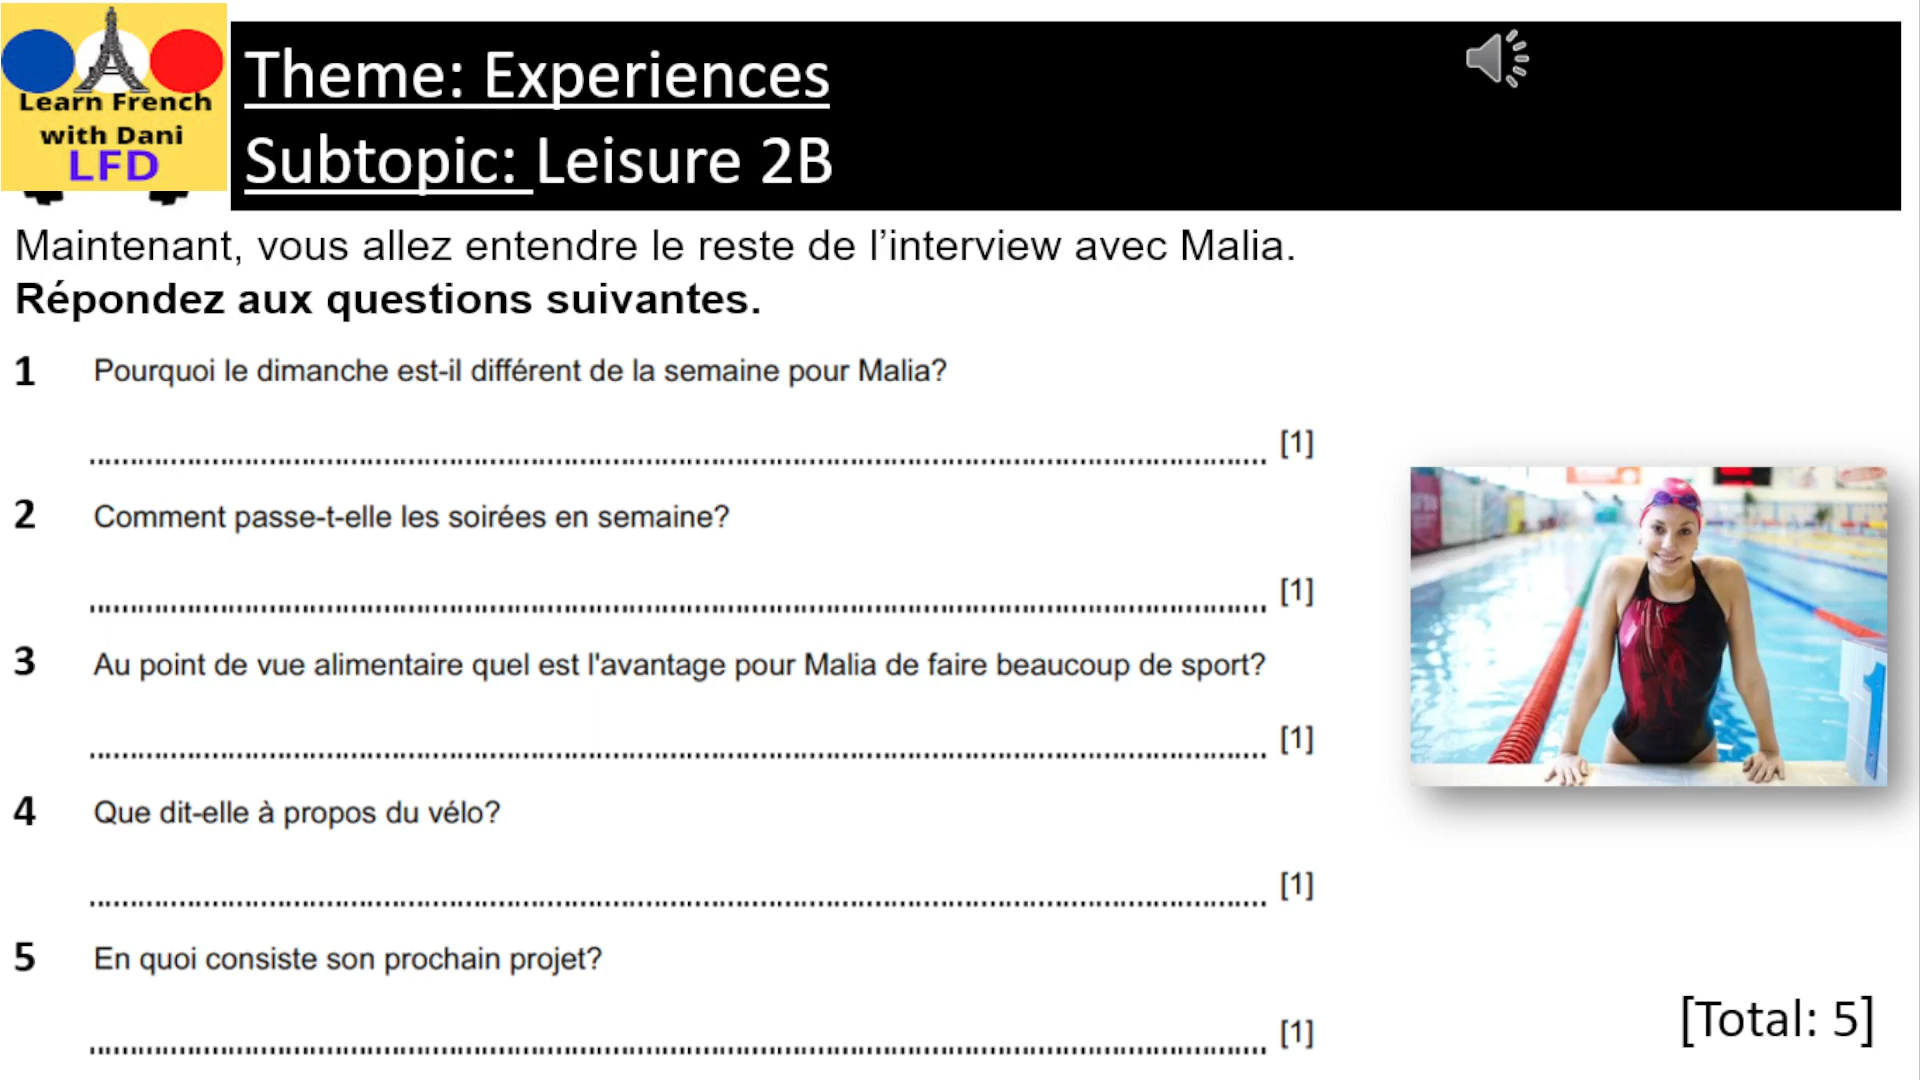 Learn French
with Dani
LFD
Theme: Experiences
Subtopic: Leisure 2B
Maintenant, vous allez entendre le reste de l’interview avec Malia.
Répondez aux questions suivantes.
1 Pourquoi le dimanche est-il différent de la semaine pour Malia?
[1]
2 Comment passe-t-elle les soirées en semaine?
[1]
3 Au point de vue alimentaire quel est l'avantage pour Malia de faire beaucoup de sport?
[1]
4 Que dit-elle à propos du vélo?
[1]
5 En quoi consiste son prochain projet?
[1]
[Total: 5]
1